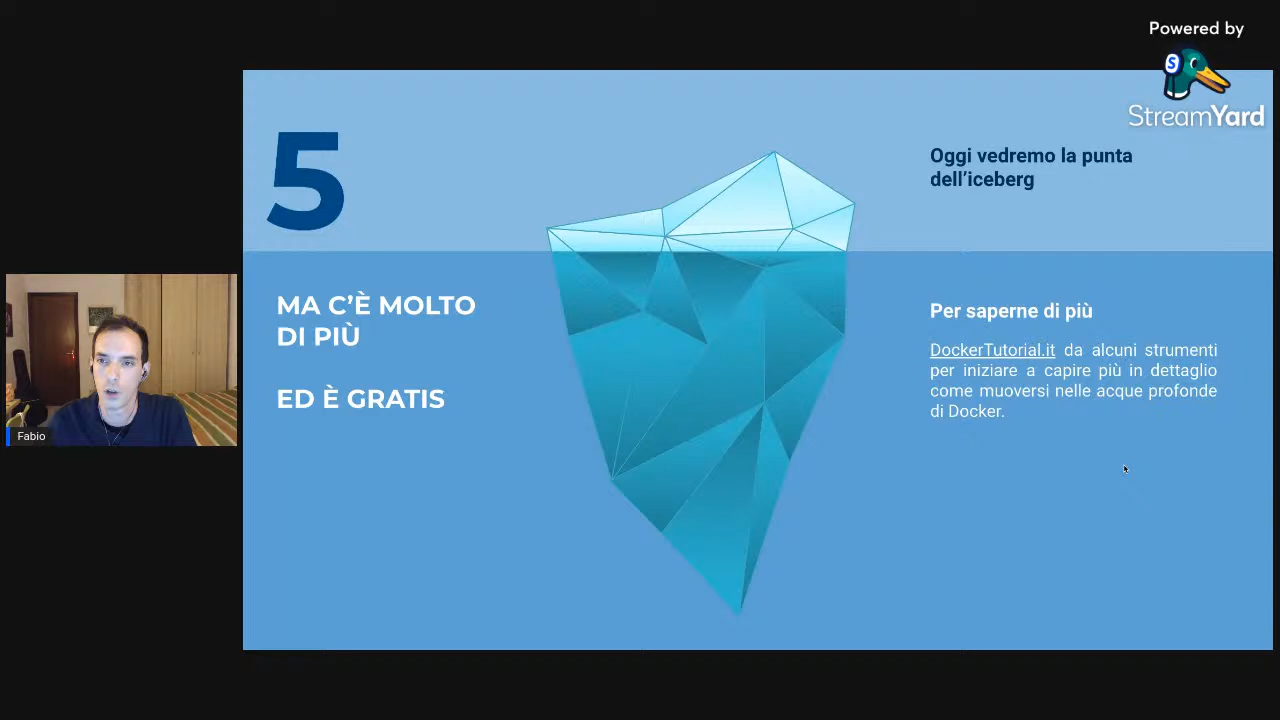 Powered by
StreamYard
5
Oggi vedremo la punta
dell’iceberg
MA C’È MOLTO
DI PIÙ
ED È GRATIS
Per saperne di più
DockerTutorial.it da alcuni strumenti
per iniziare a capire più in dettaglio
come muoversi nelle acque profonde
di Docker.
Fabio